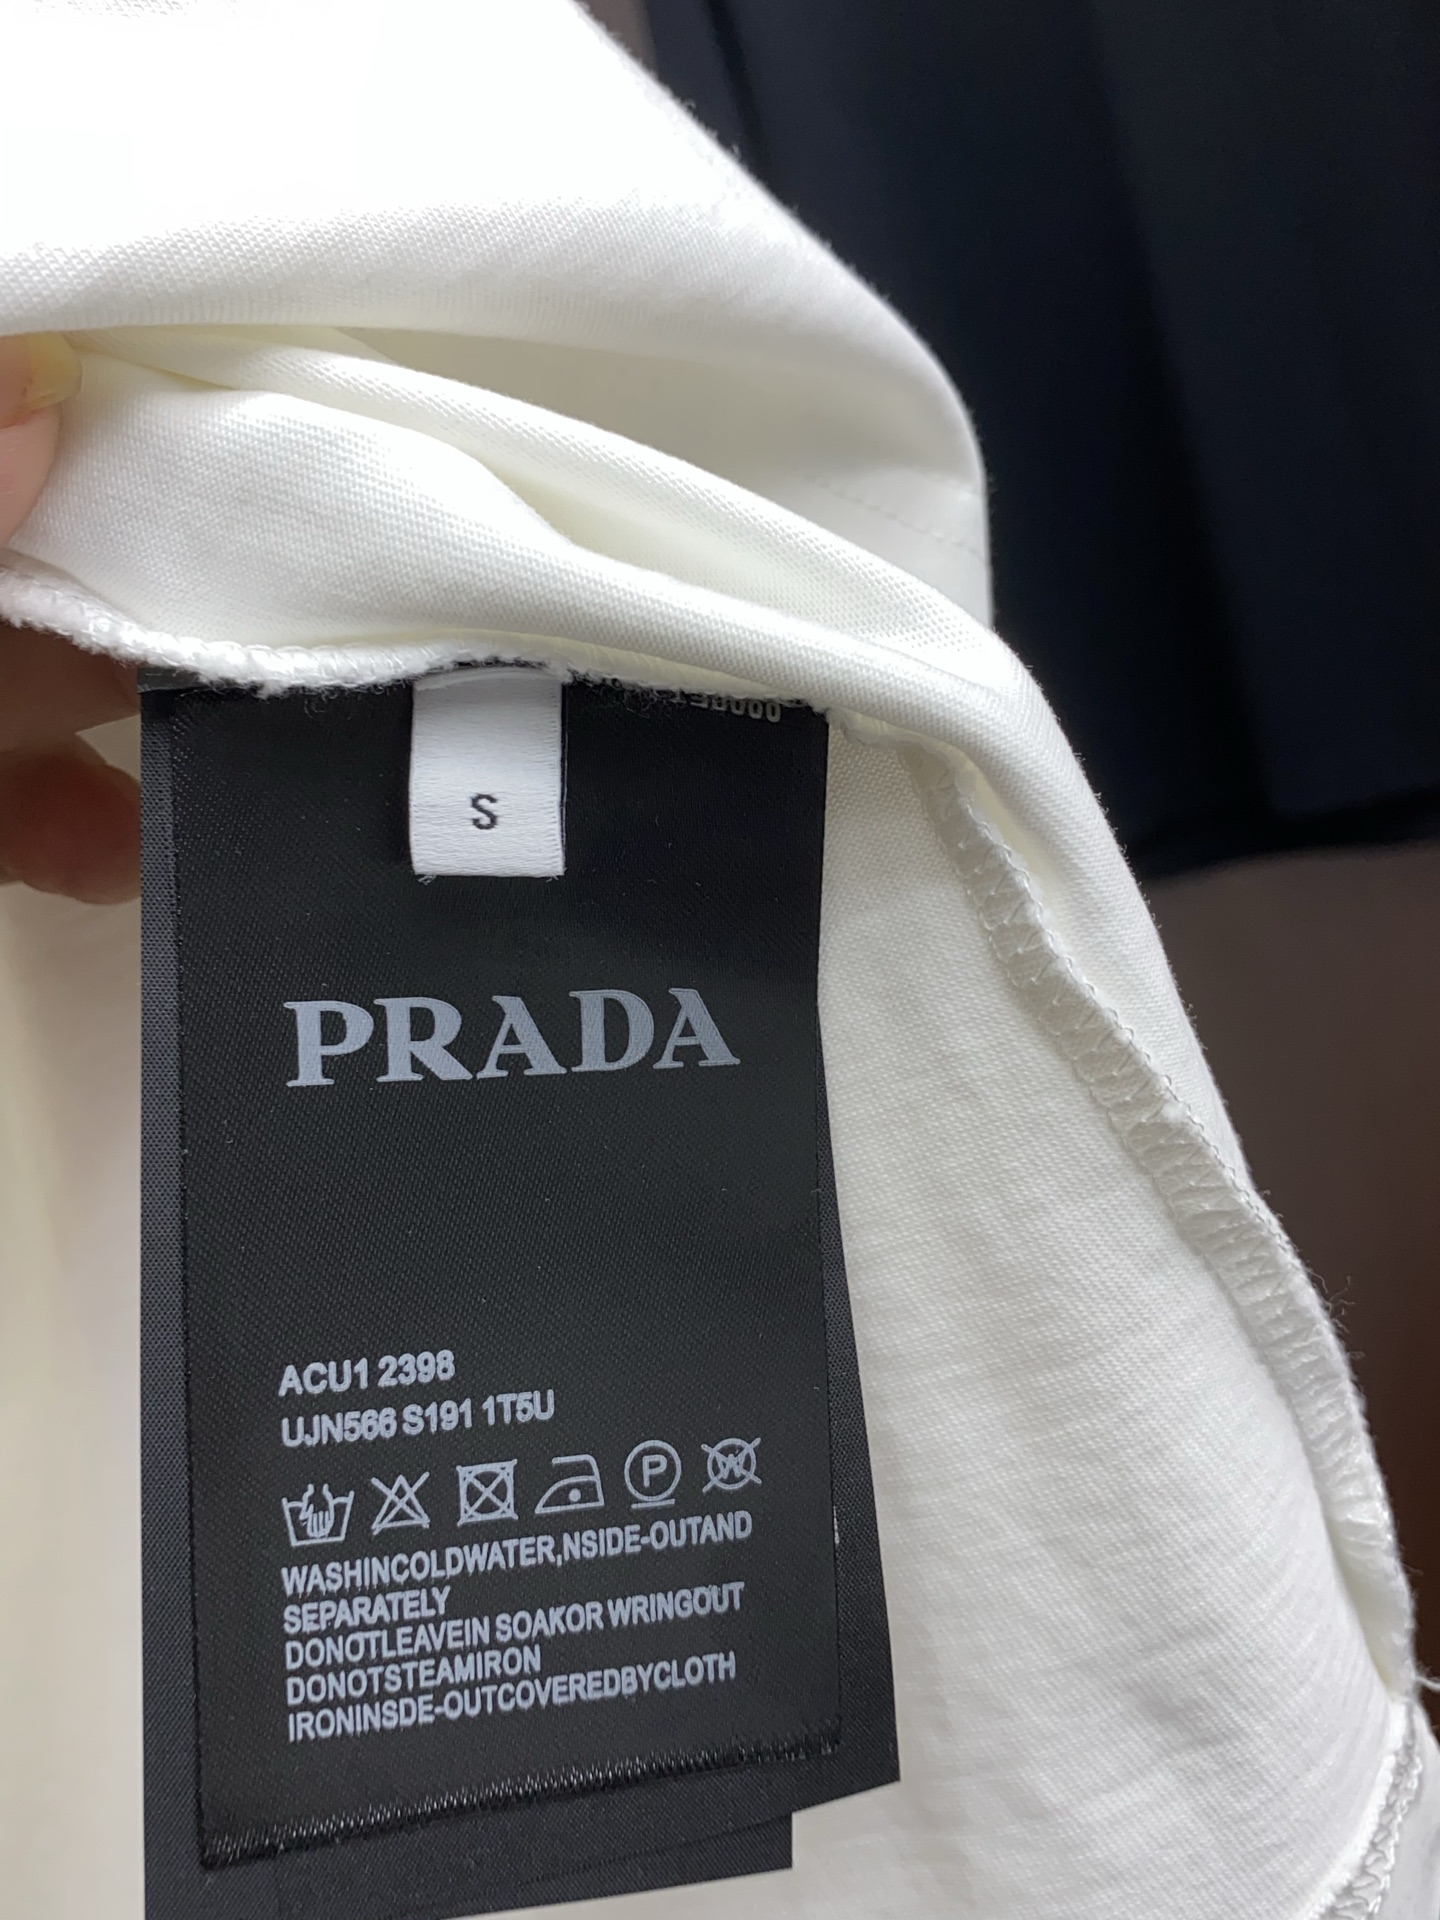 S
PRADA
ACU1 2398
UJN566 S191 1T5U
P
W
WASHINCOLDWATER,NSIDE-OUTAND
SEPARATELY
DONOTLEAVEIN SOAKOR WRINGOUT
DONOTSTEAMIRON
IRONINSDE-OUTCOVEREDBYCLOTH